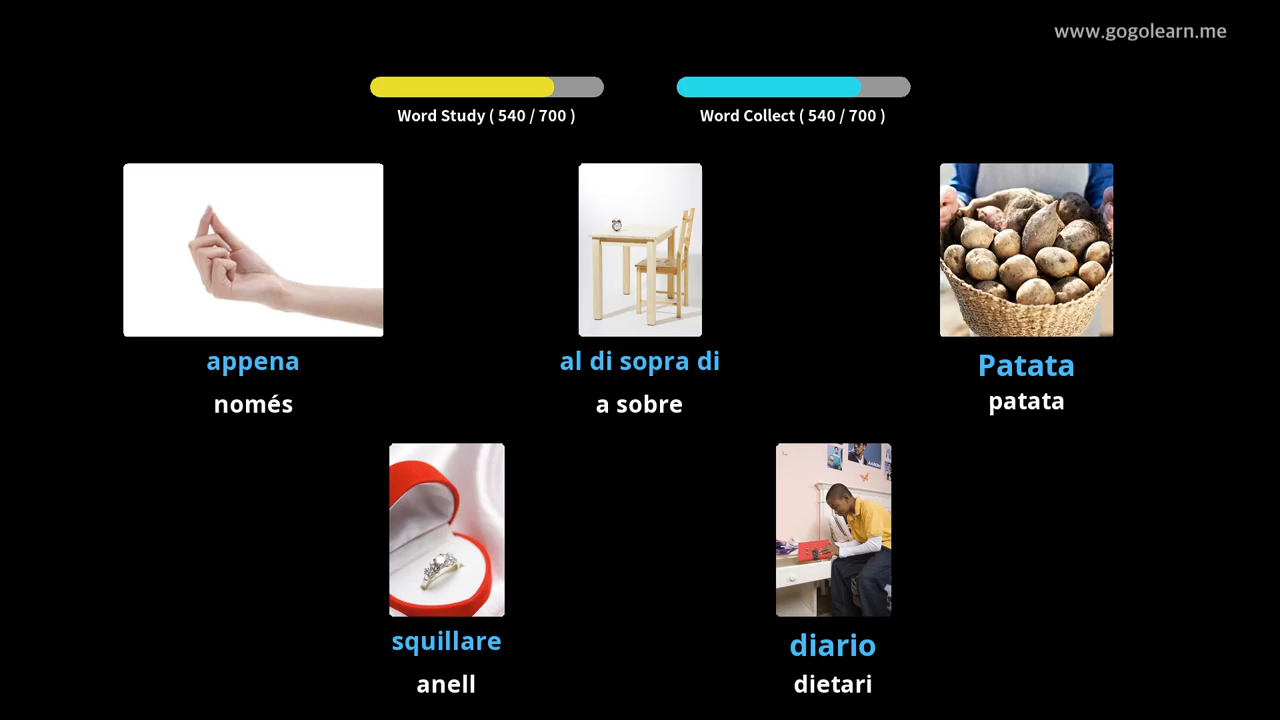 www.gogolearn.me
Word Study ( 540 / 700 )
Word Collect ( 540 / 700 )
appena
només
al di sopra di
a sobre
Patata
patata
squillare
anell
diario
dietari